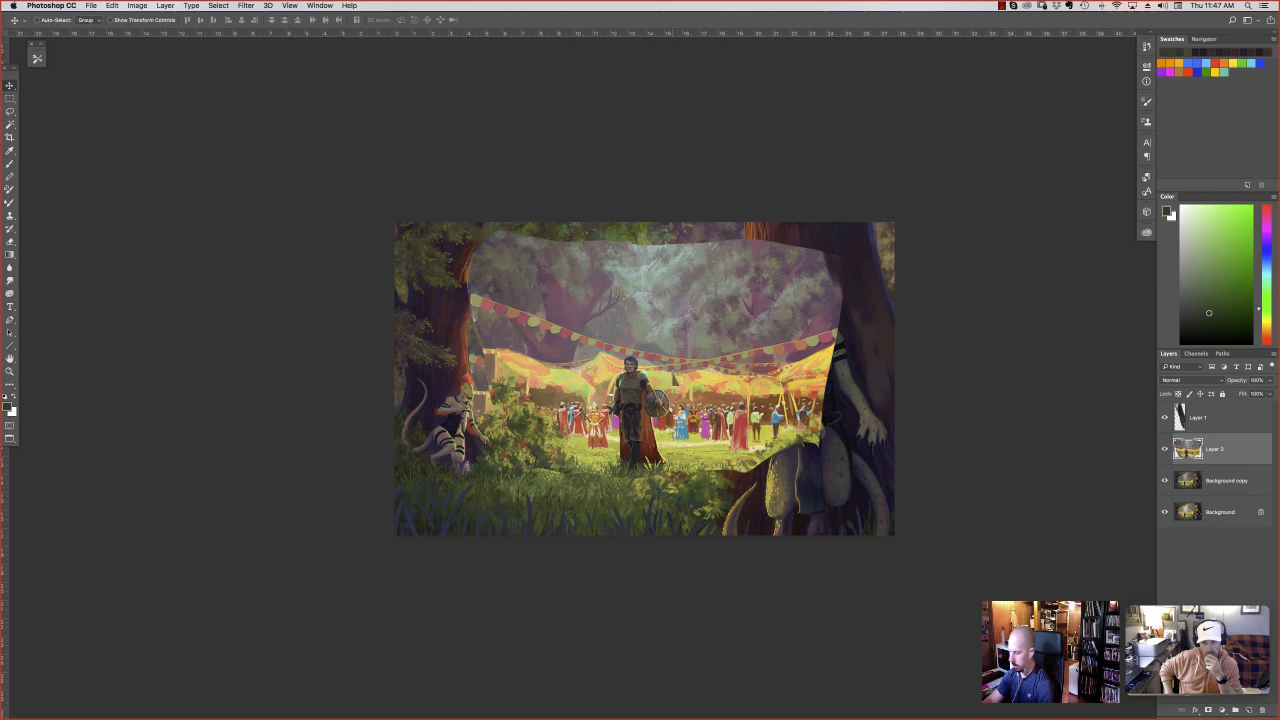 Photoshop CC File Edit Image Layer Type Select Filter 3D View Window Help Thu 11:47 AM
Auto-Select: Group Show Transform Controls 3D Mode:
Swatches Navigator
Color
Layers Channels Paths
Kind
Normal Opacity: 100%
Lock: Fill: 100%
Layer 1
Layer 2
Background copy
Background